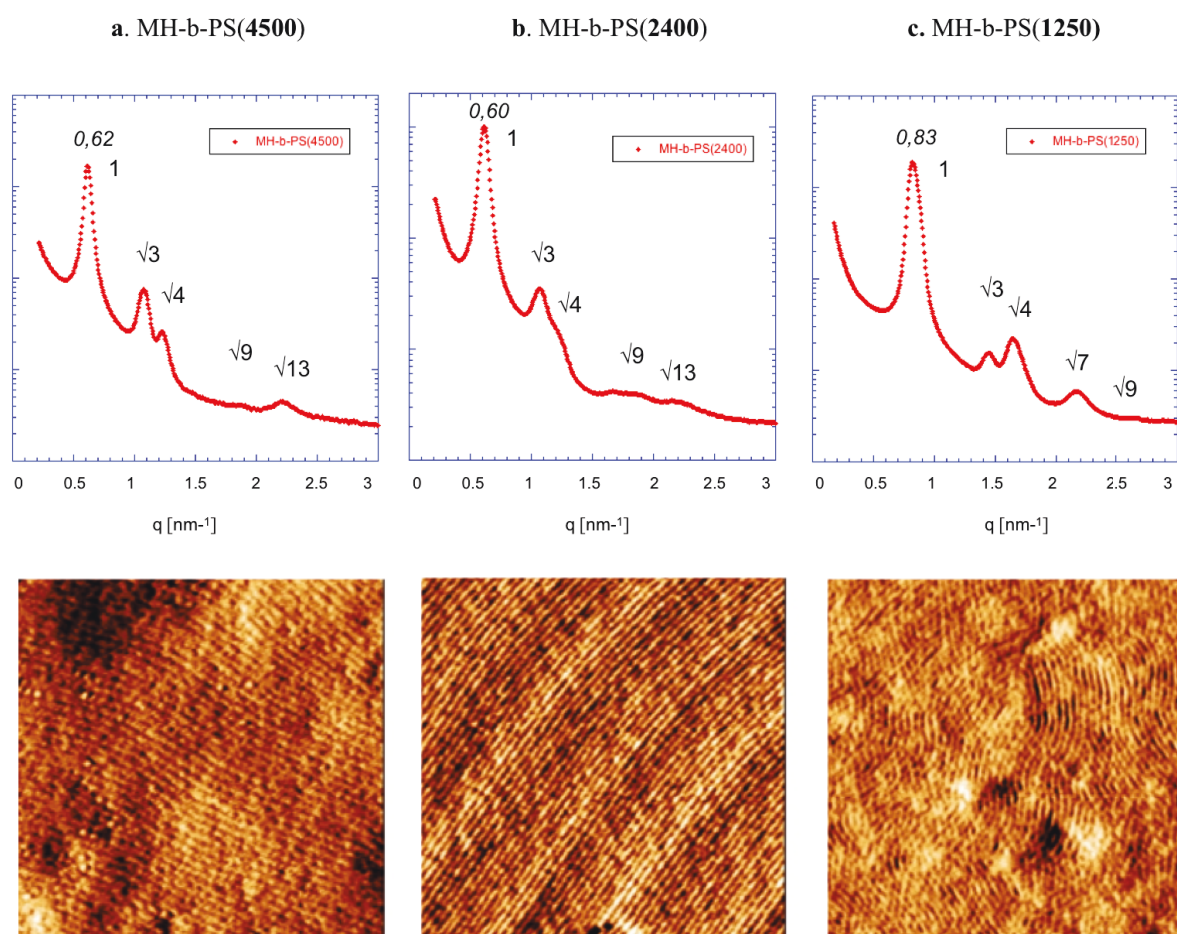 a. MH-b-PS(4500)
b. MH-b-PS(2400)
c. MH-b-PS(1250)
0,62
1
MH-b-PS(4500)
√3
√4
√9
√13
0 0.5 1 1.5 2 2.5 3
q [nm-1]
0,60
1
MH-b-PS(2400)
√3
√4
√9
√13
0 0.5 1 1.5 2 2.5 3
q [nm-1]
0,83
1
MH-b-PS(1250)
√3
√4
√7
√9
0 0.5 1 1.5 2 2.5 3
q [nm-1]